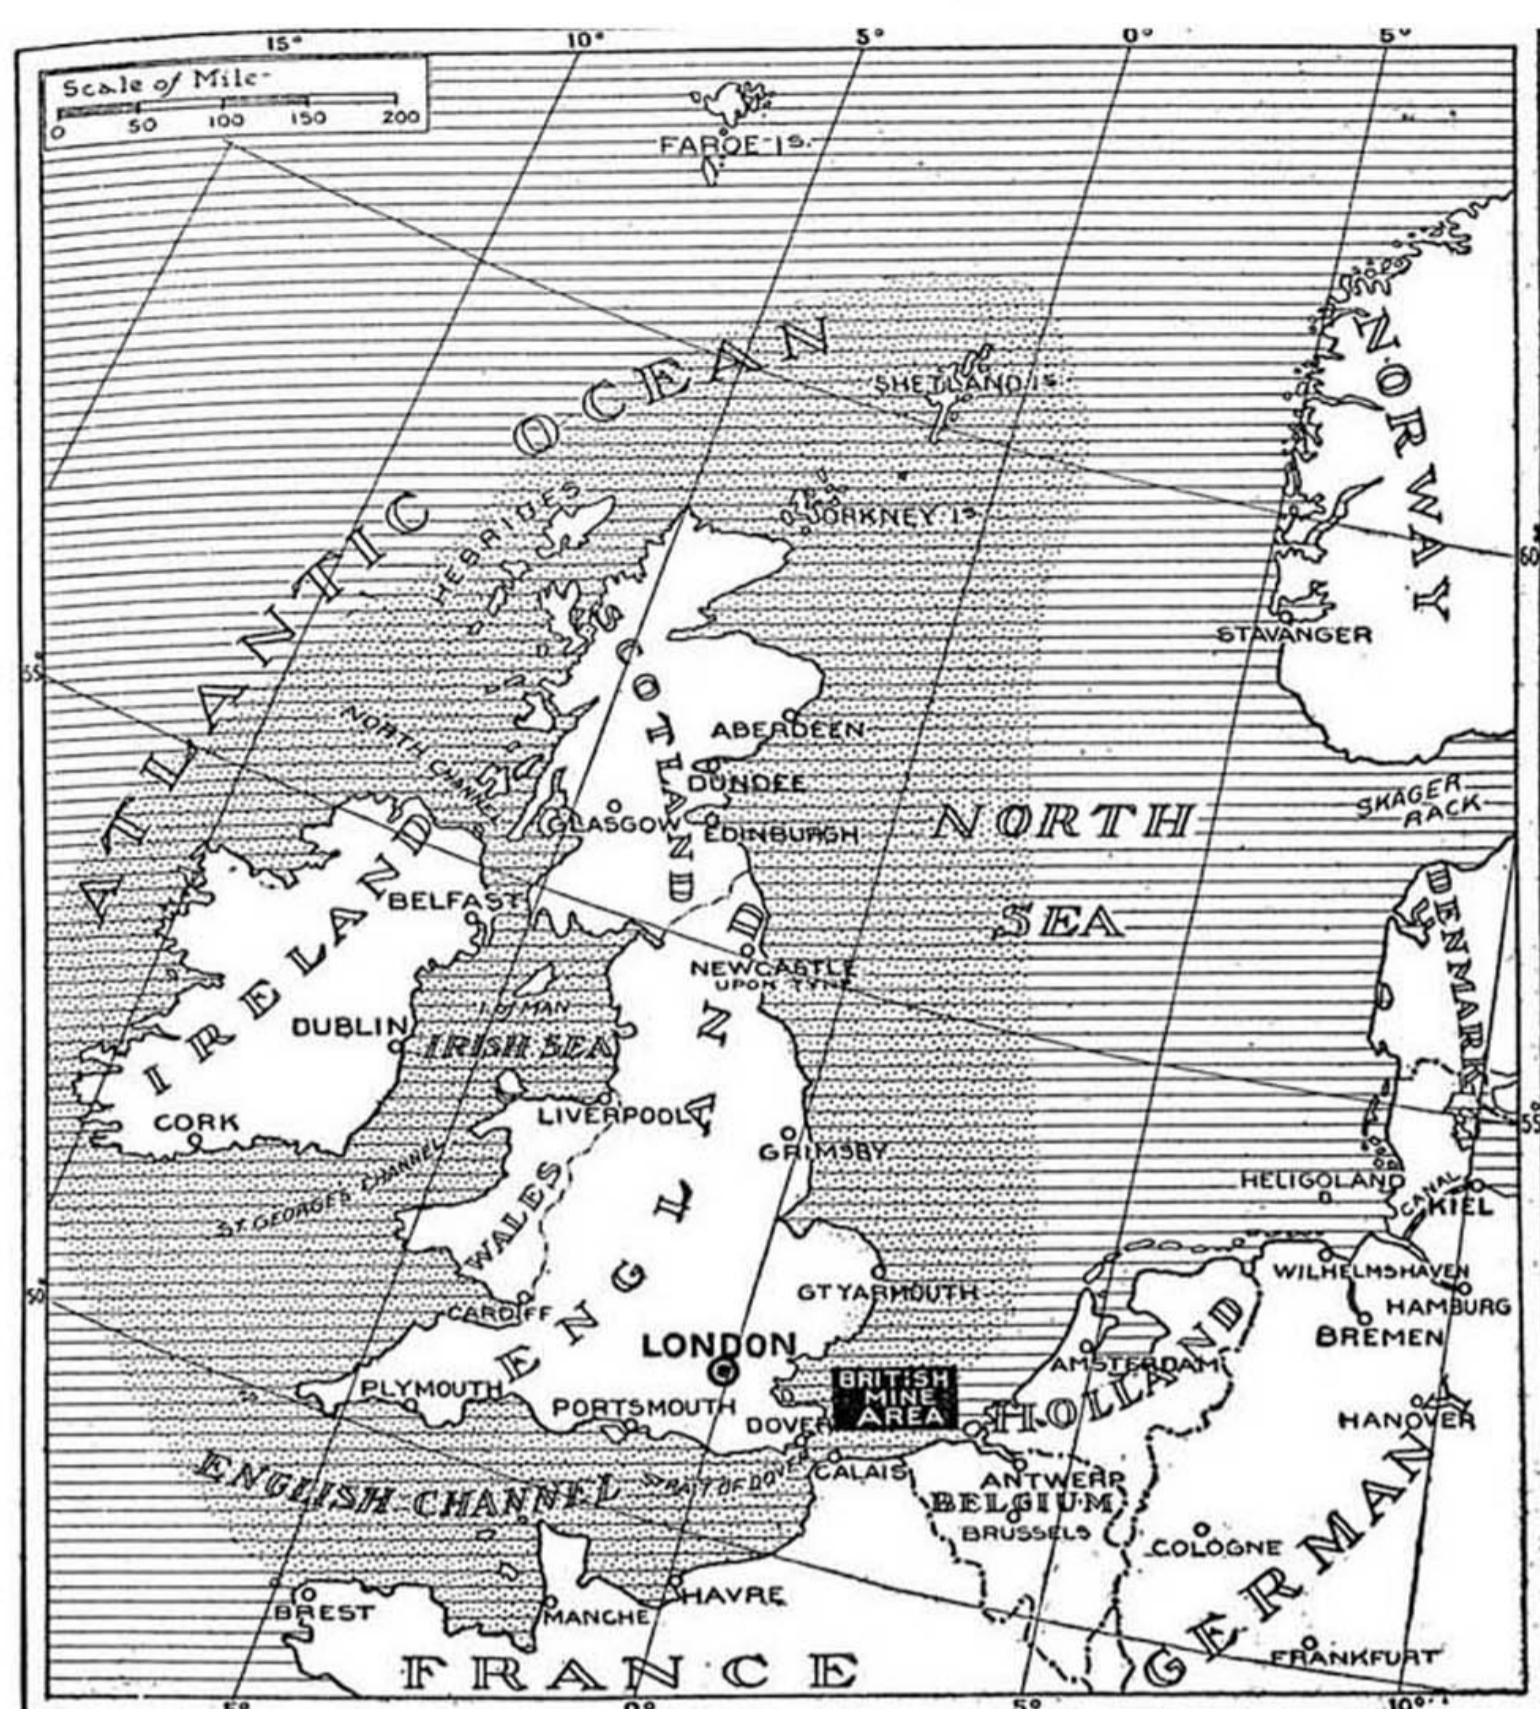 15° 10° 5° 0° 5°
Scale of Mile-
0 50 100 150 200
FAROE-IS.
ATLANTIC OCEAN
NORWAY
SHETLAND IS
HEBRIDES
ORKNEY IS
60
STAVANGER
SCOTLAND
55
NORTH CHANNEL
ABERDEEN
DUNDEE
SKAGER
RACK
GLASGOW
EDINBURGH
NORTH
SEA
IRELAND
BELFAST
DENMARK
NEWCASTLE
UPON TYNE
I. OF MAN
DUBLIN
IRISH SEA
ENGLAND
LIVERPOOL
CORK
55
GRIMSBY
ST. GEORGES CHANNEL
WALES
HELIGOLAND
CANAL
KIEL
WILHELMSHAVEN
50
GT YARMOUTH
CARDIFF
HAMBURG
BREMEN
LONDON
AMSTERDAM
HOLLAND
PLYMOUTH
PORTSMOUTH
BRITISH
MINE
AREA
DOVER
HANOVER
ENGLISH CHANNEL
STRAIT OF DOVER
CALAIS
ANTWERP
BELGIUM
BRUSSELS
COLOGNE
GERMANY
HAVRE
BREST
MANCHE
FRANKFURT
FRANCE
5° 0° 5° 10°